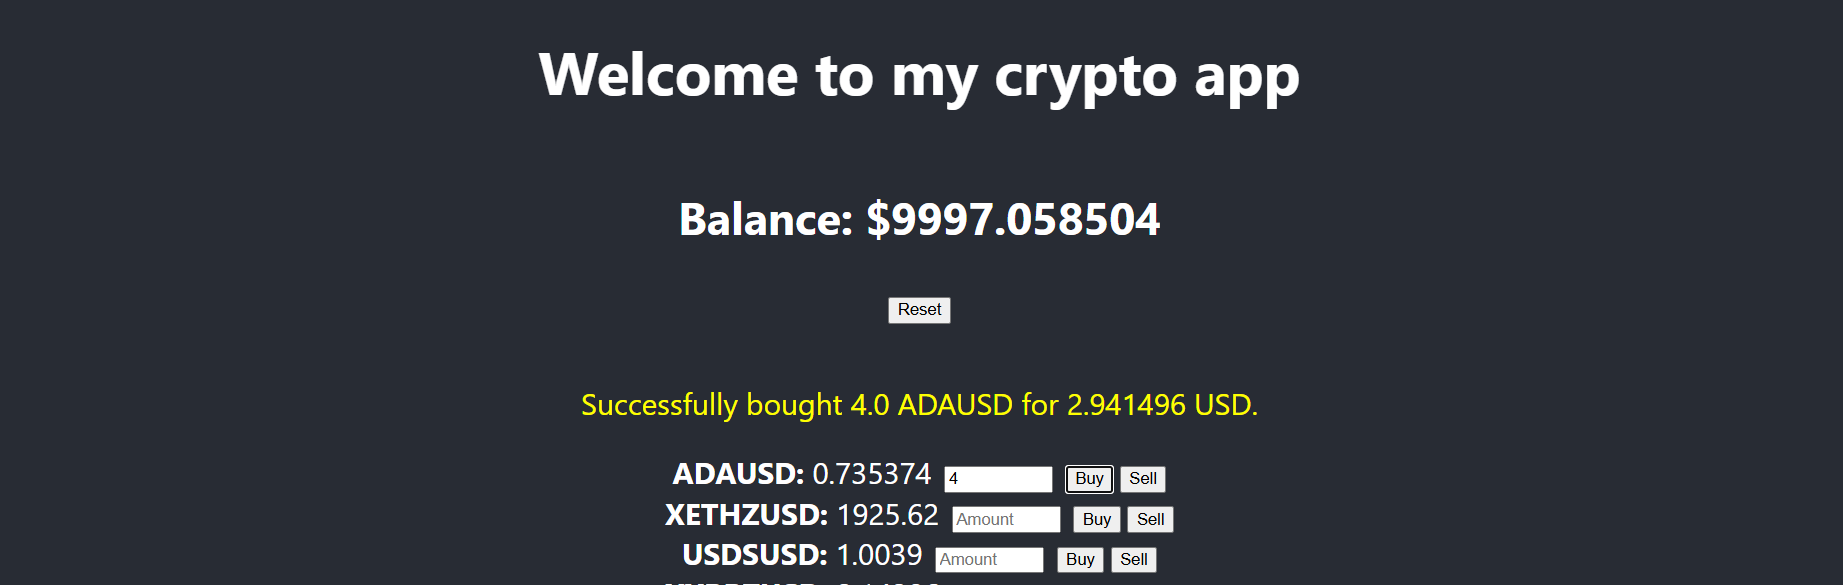 Welcome to my crypto app
Balance: $9997.058504
Reset
Successfully bought 4.0 ADAUSD for 2.941496 USD.
ADAUSD: 0.735374 4 Buy Sell
XETHZUSD: 1925.62 Amount Buy Sell
USDSUSD: 1.0039 Amount Buy Sell